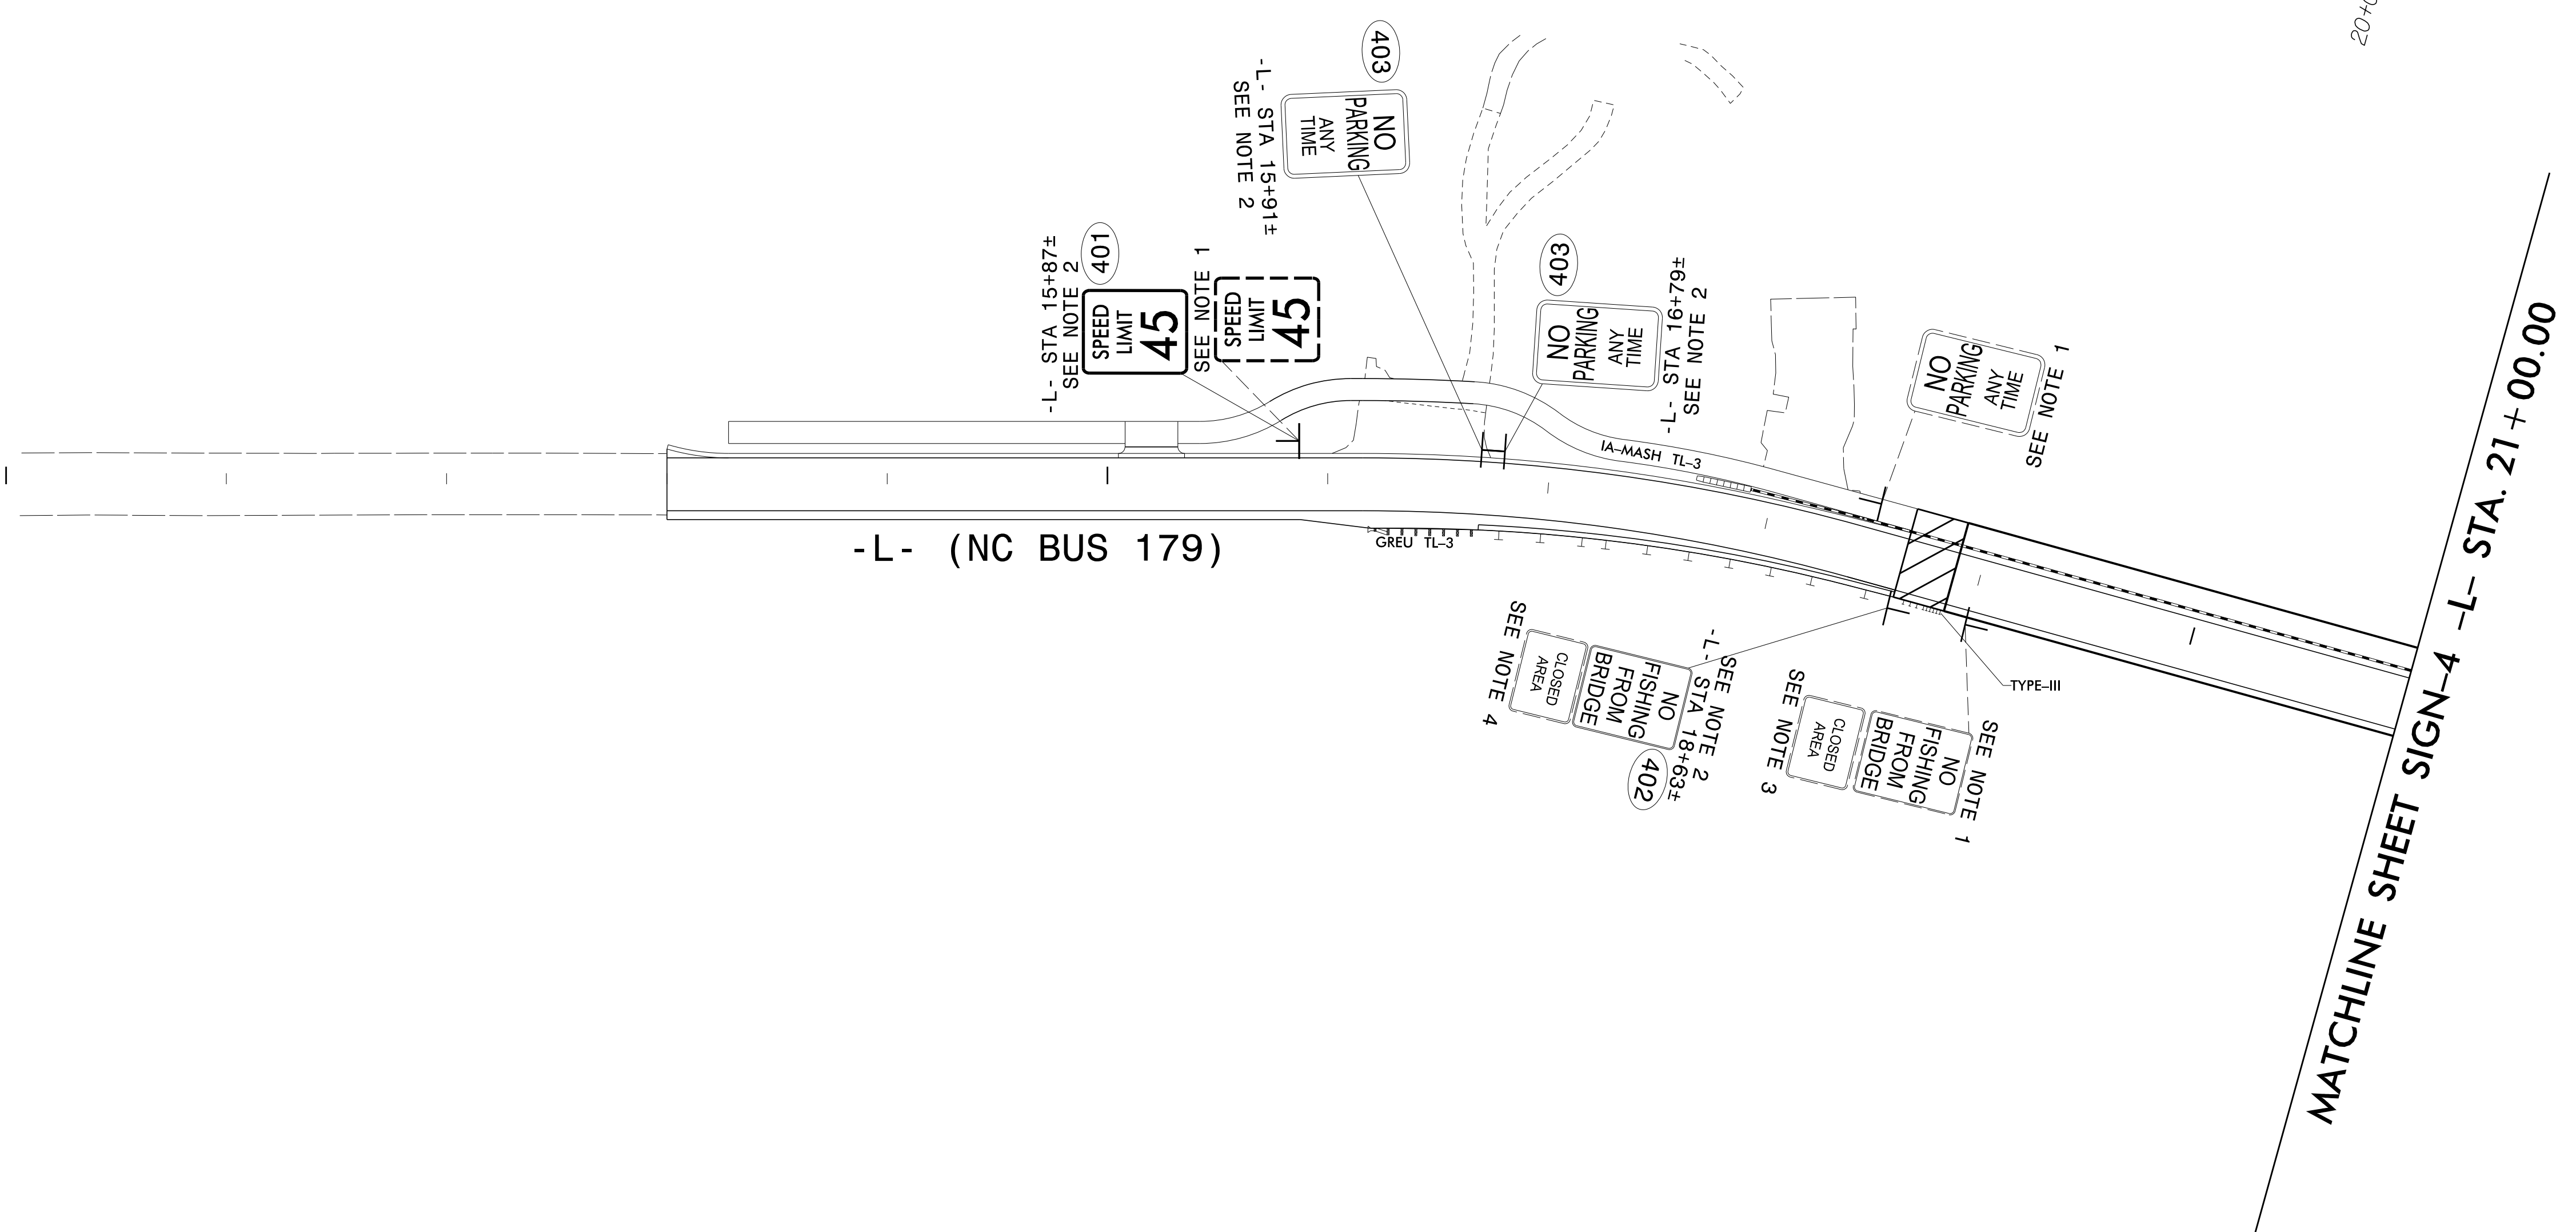 20+0
403
-L- STA 15+91±
SEE NOTE 2
NO
PARKING
ANY
TIME
-L- STA 15+87±
SEE NOTE 2
401
SPEED
LIMIT
45
SEE NOTE 1
SPEED
LIMIT
45
403
NO
PARKING
ANY
TIME
-L- STA 16+79±
SEE NOTE 2
NO
PARKING
ANY
TIME
SEE NOTE 1
IA-MASH TL-3
-L- (NC BUS 179)
GREU TL-3
SEE NOTE 2
-L- STA 18+63±
402
NO
FISHING
FROM
BRIDGE
CLOSED
AREA
SEE NOTE 4
TYPE-III
SEE NOTE 1
NO
FISHING
FROM
BRIDGE
CLOSED
AREA
SEE NOTE 3
MATCHLINE SHEET SIGN-4 -L- STA. 21+00.00